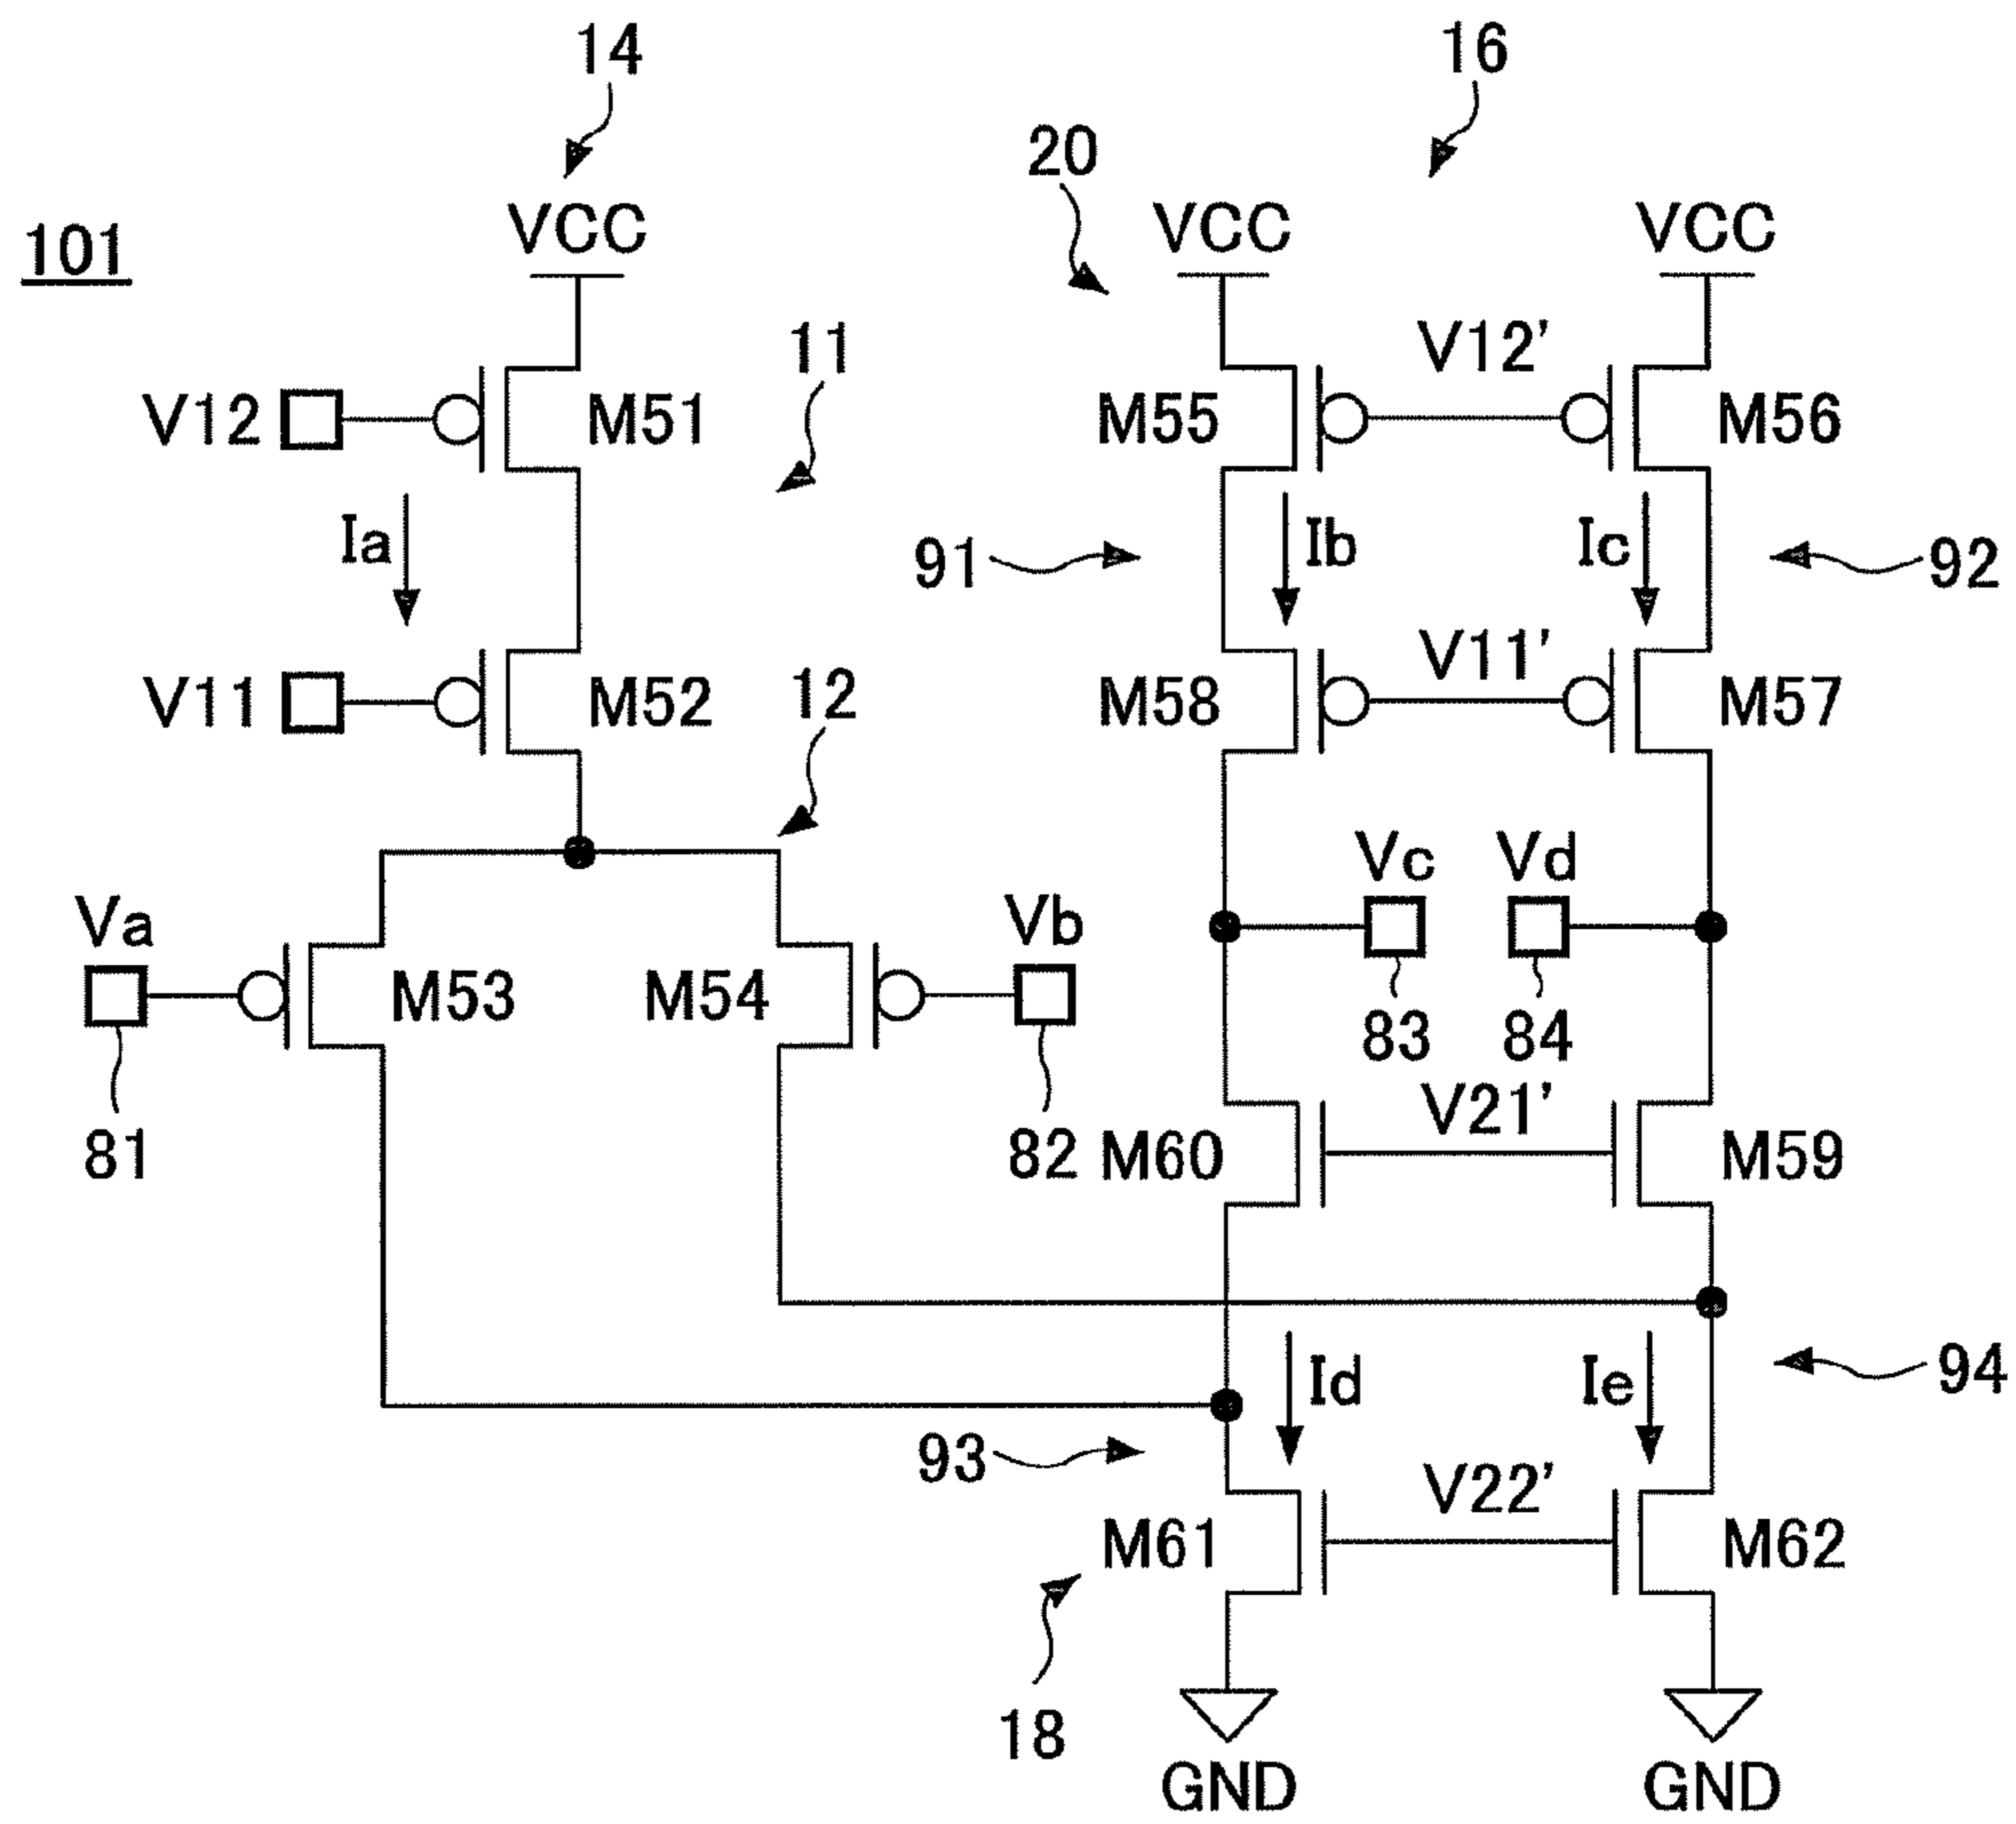 14
16
20
101
VCC
VCC
VCC
11
V12'
V12
M51
M55
M56
Ia
Ib
Ic
91
92
V11'
V11
M52
12
M58
M57
Vc
Vd
Va
Vb
M53
M54
83
84
V21'
81
82
M60
M59
Id
Ie
94
93
V22'
M61
M62
18
GND
GND